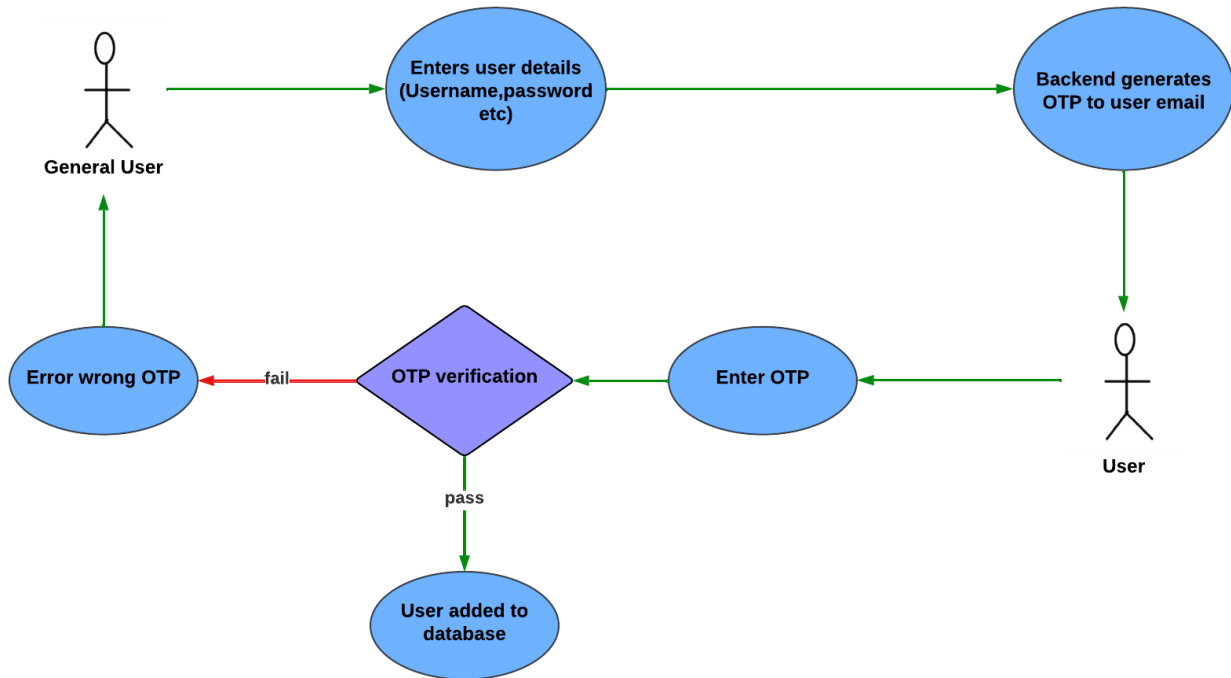 Enters user details
(Username,password
etc)
Backend generates
OTP to user email
General User
Error wrong OTP
fail
OTP verification
Enter OTP
User
pass
User added to
database